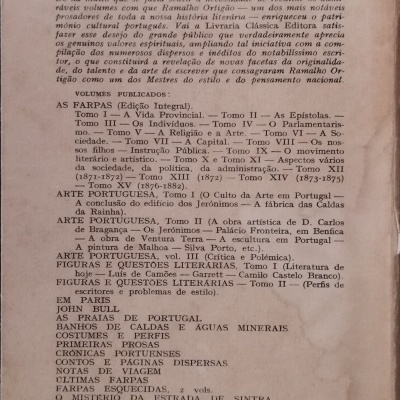 ráveis volumes com que Ramalho Ortigão — um dos mais notáveis
prosadores de toda a nossa história literária — enriqueceu o patri-
mónio cultural português. Vai a Livraria Clássica Editora satisfa-
zer esse desejo do grande público que verdadeiramente aprecia
os genuínos valores espirituais, ampliando tal iniciativa com a com-
pilação de numerosos dispersos e inéditos do notabilíssimo escri-
tor, o que constituirá a revelação de novas facetas da originalida-
de, do talento e da arte de escrever que consagraram Ramalho Or-
tigão como um dos Mestres do estilo e do pensamento nacional.
VOLUMES PUBLICADOS:
AS FARPAS (Edição Integral).
Tomo I — A Vida Provincial. — Tomo II — As Epístolas. —
Tomo III — Os Indivíduos. — Tomo IV — O Parlamentaris-
mo. — Tomo V — A Religião e a Arte. — Tomo VI — A So-
ciedade. — Tomo VII — A Capital. — Tomo VIII — Os nos-
sos filhos — Instrução Pública. — Tomo IX — O movimento
literário e artístico. — Tomo X e Tomo XI — Aspectos vários
da sociedade, da política, da administração. — Tomo XII
(1871-1872) — Tomo XIII (1872) — Tomo XIV (1873-1875)
— Tomo XV (1876-1882).
ARTE PORTUGUESA, Tomo I (O Culto da Arte em Portugal —
A conclusão do edifício dos Jerónimos — A fábrica das Caldas
da Rainha).
ARTE PORTUGUESA, Tomo II (A obra artística de D. Carlos
de Bragança — Os Jerónimos — Palácio Fronteira, em Benfica
— A obra de Ventura Terra — A escultura em Portugal —
A pintura de Malhoa — Silva Porto, etc.).
ARTE PORTUGUESA, vol. III (Crítica e Polémica).
FIGURAS E QUESTÕES LITERÁRIAS, Tomo I (Literatura de
hoje — Luís de Camões — Garrett — Camilo Castelo Branco).
FIGURAS E QUESTÕES LITERÁRIAS — Tomo II — (Perfis de
escritores e problemas de estilo).
EM PARIS
JOHN BULL
AS PRAIAS DE PORTUGAL
BANHOS DE CALDAS E ÁGUAS MINERAIS
COSTUMES E PERFIS
PRIMEIRAS PROSAS
CRÓNICAS PORTUENSES
CONTOS E PÁGINAS DISPERSAS
NOTAS DE VIAGEM
ÚLTIMAS FARPAS
FARPAS ESQUECIDAS, 2 vols.
O MISTÉRIO DA ESTRADA DE SINTRA